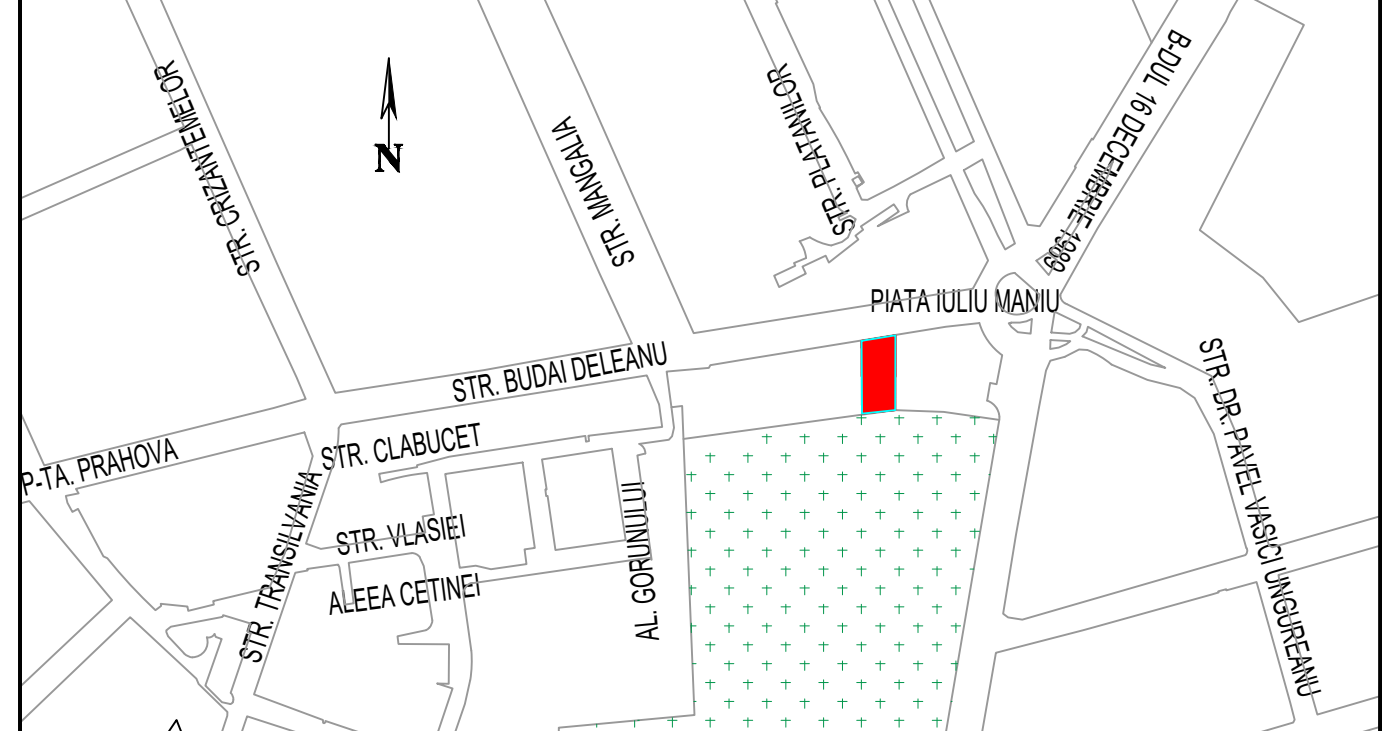 B-DUL 16 DECEMBRIE 1989
STR. CRIZANTEMELOR
STR. PLATANILOR
STR. MANGALIA
N
PIATA IULIU MANIU
STR. BUDAI DELEANU
STR. DR. PAVEL VASICI UNGUREANU
STR. CLABUCET
P-TA. PRAHOVA
STR. TRANSILVANIA
AL. GORUNULUI
STR. VLASIEI
ALEEA CETINEI